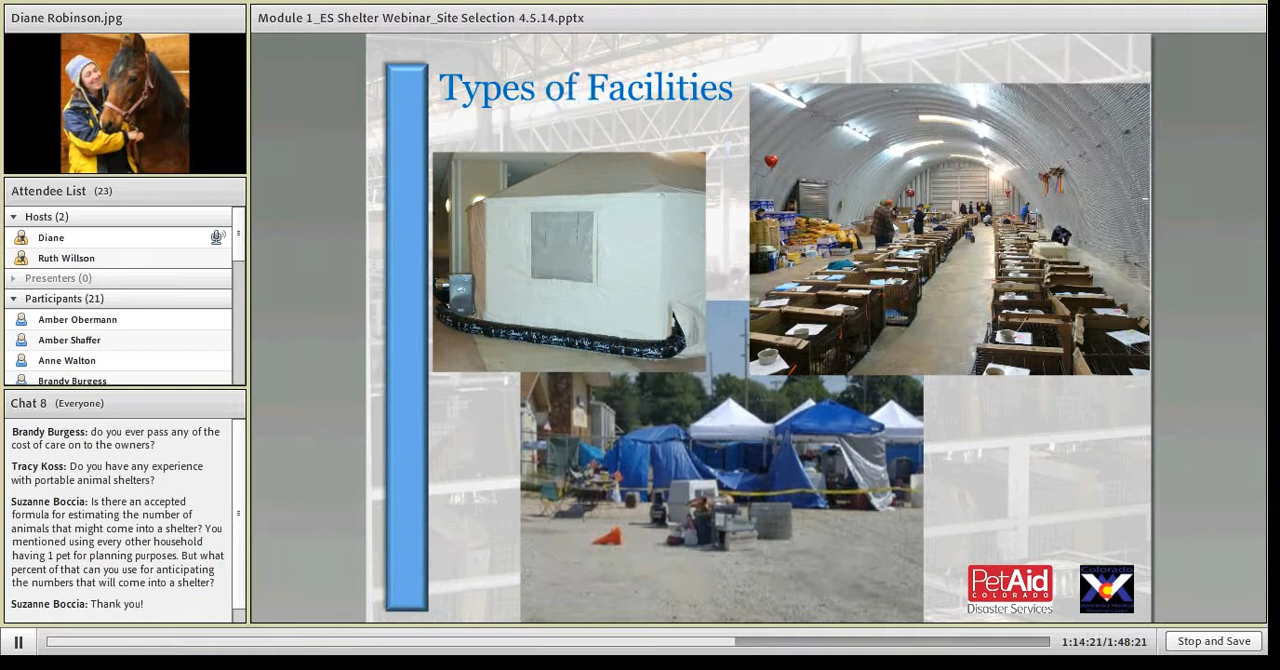 Diane Robinson.jpg
Module 1_ES Shelter Webinar_Site Selection 4.5.14.pptx
Types of Facilities
Attendee List (23)
Hosts (2)
Diane
Ruth Willson
Presenters (0)
Participants (21)
Amber Obermann
Amber Shaffer
Anne Walton
Brandy Burgess
Chat 8 (Everyone)
Brandy Burgess: do you ever pass any of the
cost of care on to the owners?
Tracy Koss: Do you have any experience
with portable animal shelters?
Suzanne Boccia: Is there an accepted
formula for estimating the number of
animals that might come into a shelter? You
mentioned using every other household
having 1 pet for planning purposes. But what
percent of that can you use for anticipating
the numbers that will come into a shelter?
Suzanne Boccia: Thank you!
PetAid
COLORADO
Disaster Services
Colorado
1:14:21/1:48:21
Stop and Save